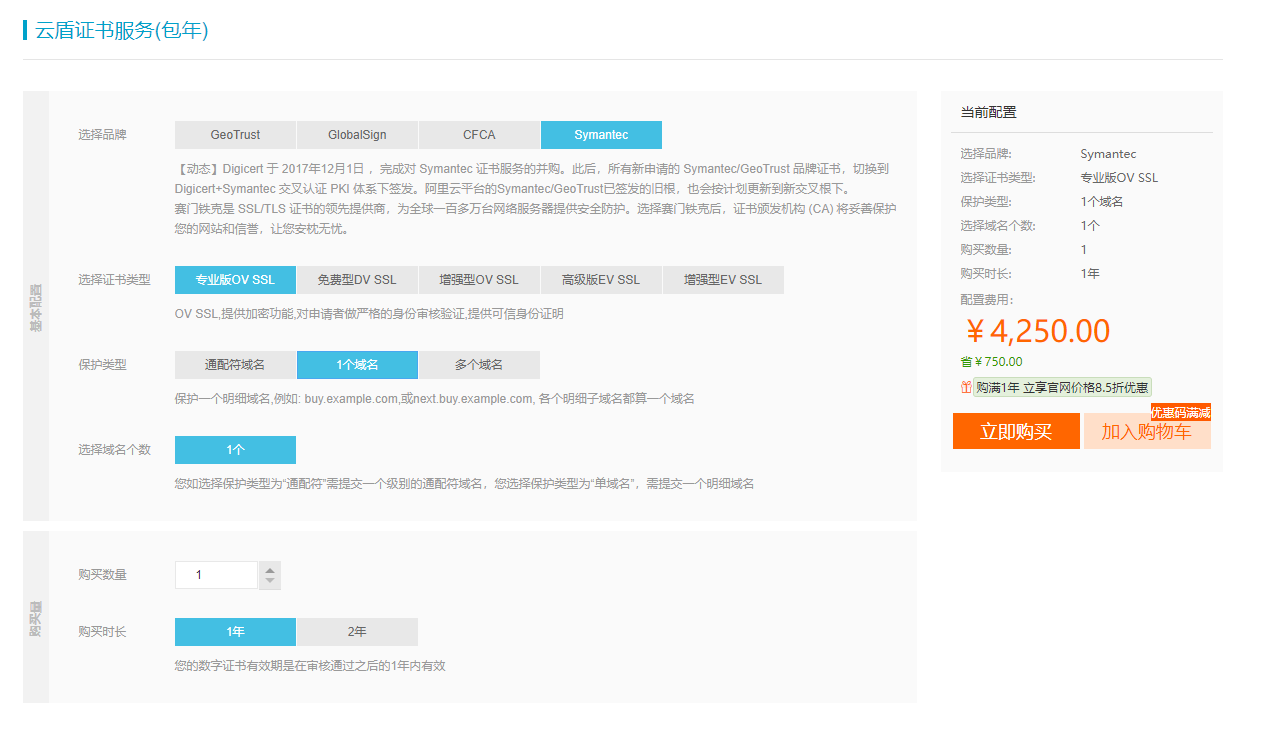 云盾证书服务(包年)
基本配置
选择品牌
GeoTrust
GlobalSign
CFCA
Symantec
【动态】Digicert 于 2017年12月1日 ，完成对 Symantec 证书服务的并购。此后，所有新申请的 Symantec/GeoTrust 品牌证书，切换到
Digicert+Symantec 交叉认证 PKI 体系下签发。阿里云平台的Symantec/GeoTrust已签发的旧根，也会按计划更新到新交叉根下。
赛门铁克是 SSL/TLS 证书的领先提供商，为全球一百多万台网络服务器提供安全防护。选择赛门铁克后，证书颁发机构 (CA) 将妥善保护
您的网站和信誉，让您安枕无忧。
选择证书类型
专业版OV SSL
免费型DV SSL
增强型OV SSL
高级版EV SSL
增强型EV SSL
OV SSL,提供加密功能,对申请者做严格的身份审核验证,提供可信身份证明
保护类型
通配符域名
1个域名
多个域名
保护一个明细域名,例如: buy.example.com,或next.buy.example.com, 各个明细子域名都算一个域名
选择域名个数
1个
您如选择保护类型为“通配符”需提交一个级别的通配符域名，您选择保护类型为“单域名”，需提交一个明细域名
购买量
购买数量
1
购买时长
1年
2年
您的数字证书有效期是在审核通过之后的1年内有效
当前配置
选择品牌: Symantec
选择证书类型: 专业版OV SSL
保护类型: 1个域名
选择域名个数: 1个
购买数量: 1
购买时长: 1年
配置费用:
￥4,250.00
省￥750.00
购满1年 立享官网价格8.5折优惠
优惠码满减
立即购买
加入购物车